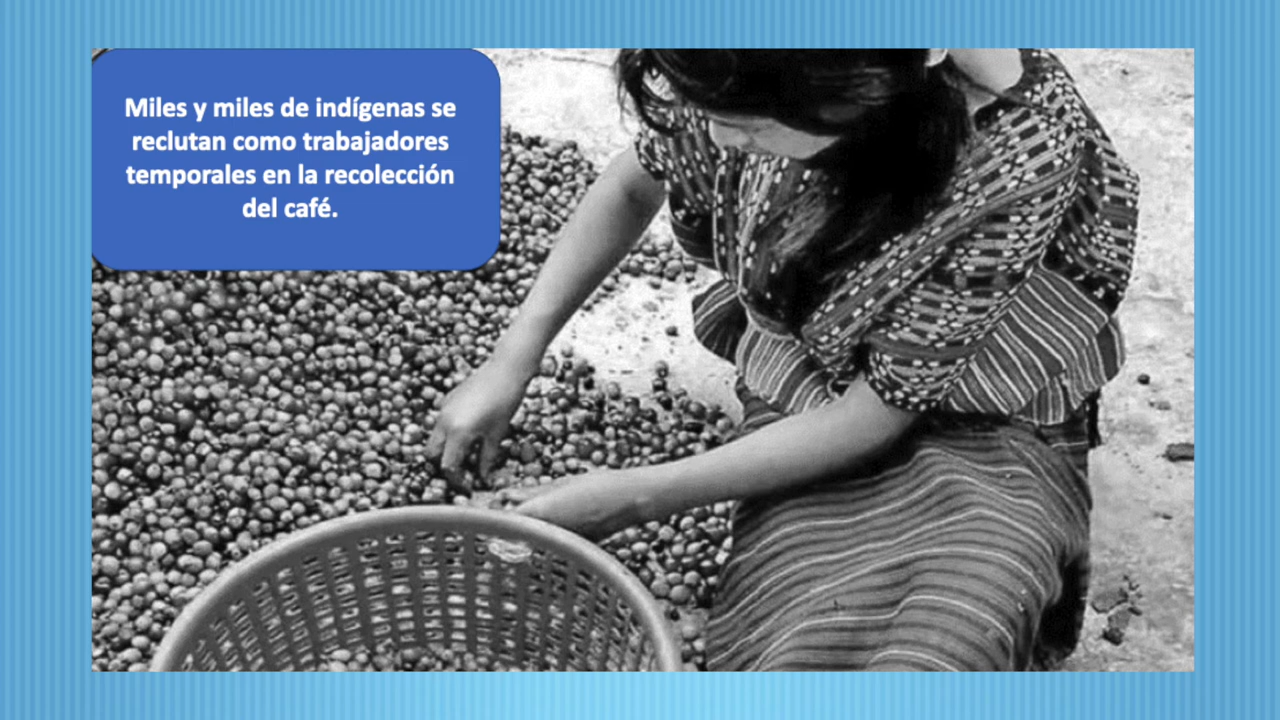 Miles y miles de indígenas se
reclutan como trabajadores
temporales en la recolección
del café.